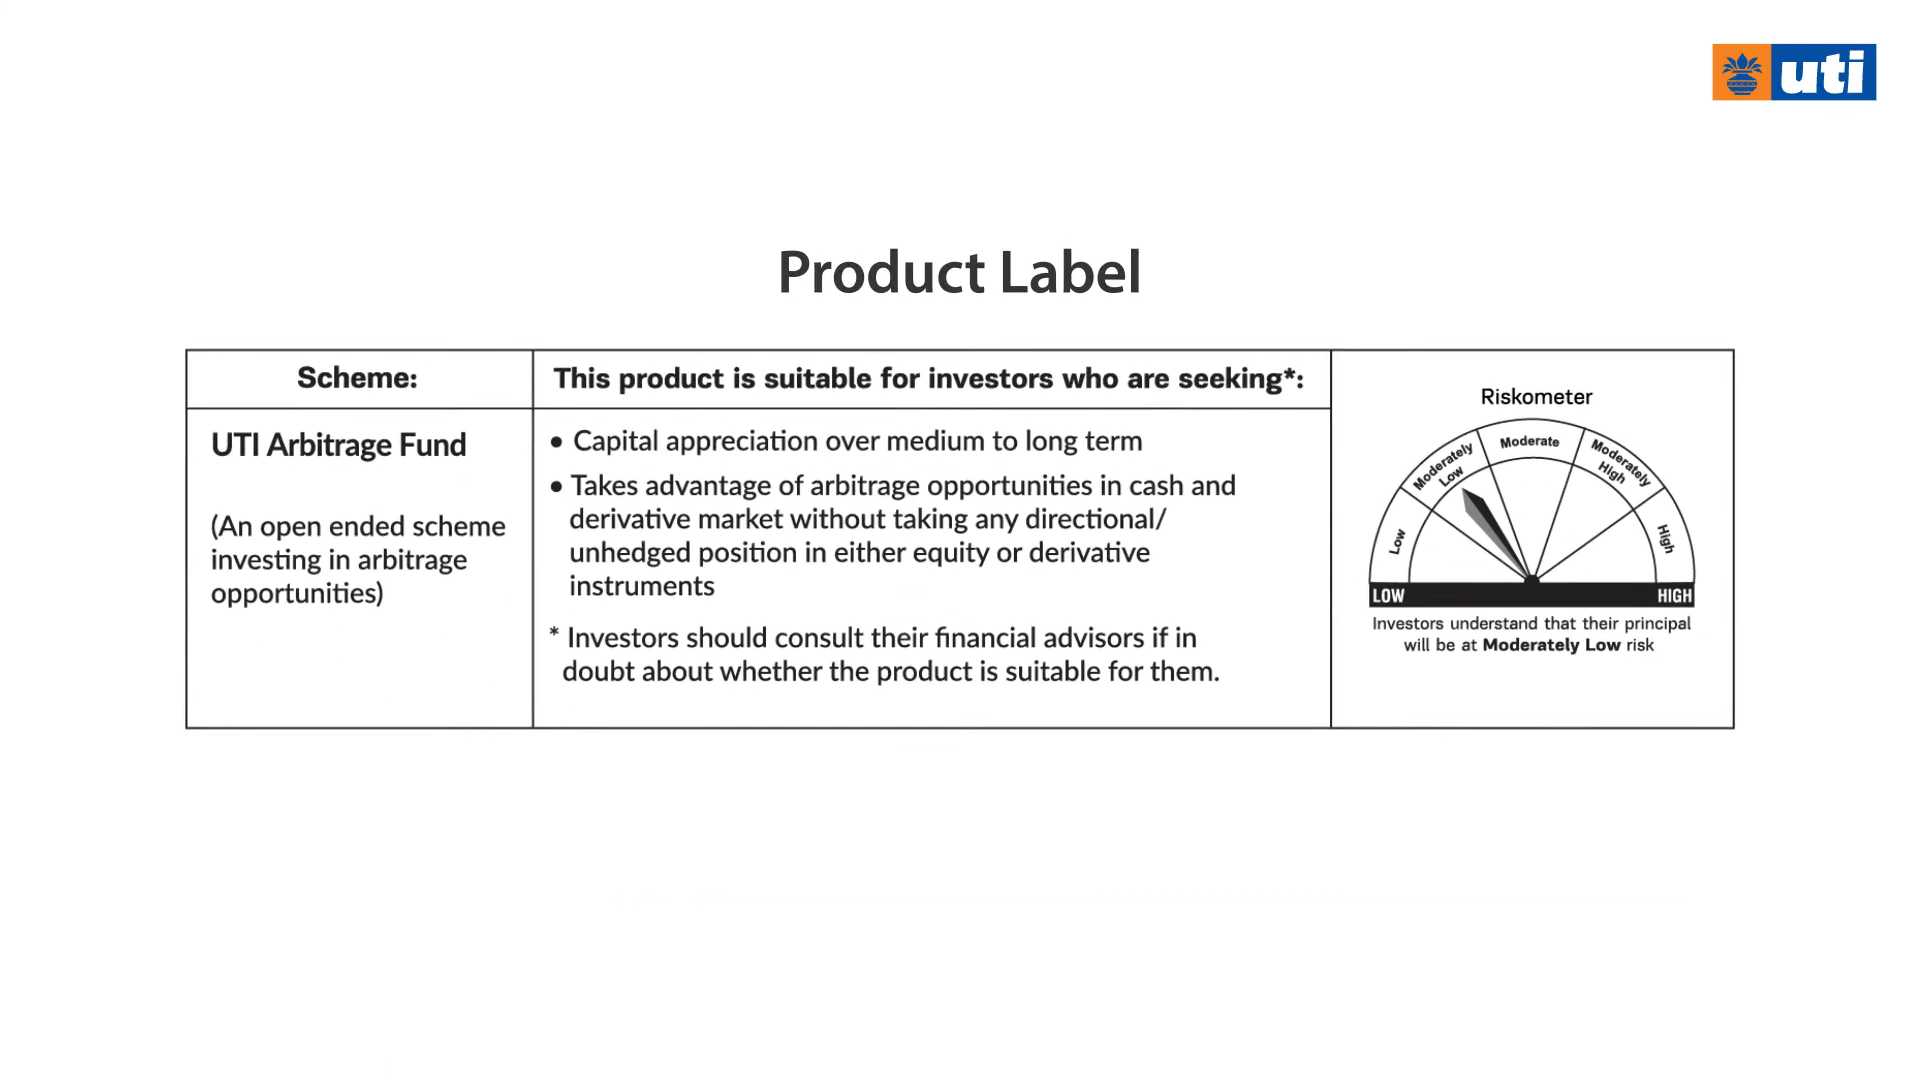 uti
Product Label
Scheme:
This product is suitable for investors who are seeking*:
UTI Arbitrage Fund
(An open ended scheme
investing in arbitrage
opportunities)
• Capital appreciation over medium to long term
• Takes advantage of arbitrage opportunities in cash and
derivative market without taking any directional/
unhedged position in either equity or derivative
instruments
* Investors should consult their financial advisors if in
doubt about whether the product is suitable for them.
Riskometer
Low
Moderately
Low
Moderate
Moderately
High
High
LOW HIGH
Investors understand that their principal
will be at Moderately Low risk